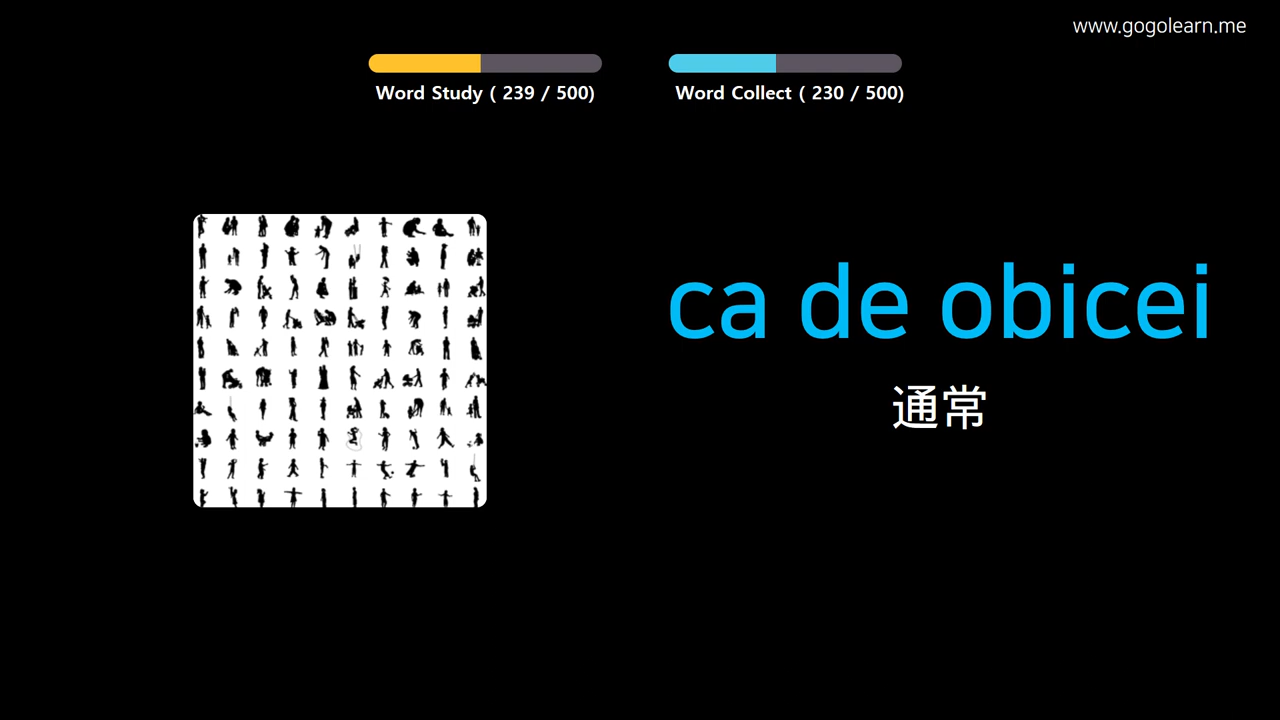 www.gogolearn.me
Word Study ( 239 / 500)
Word Collect ( 230 / 500)
ca de obicei
通常